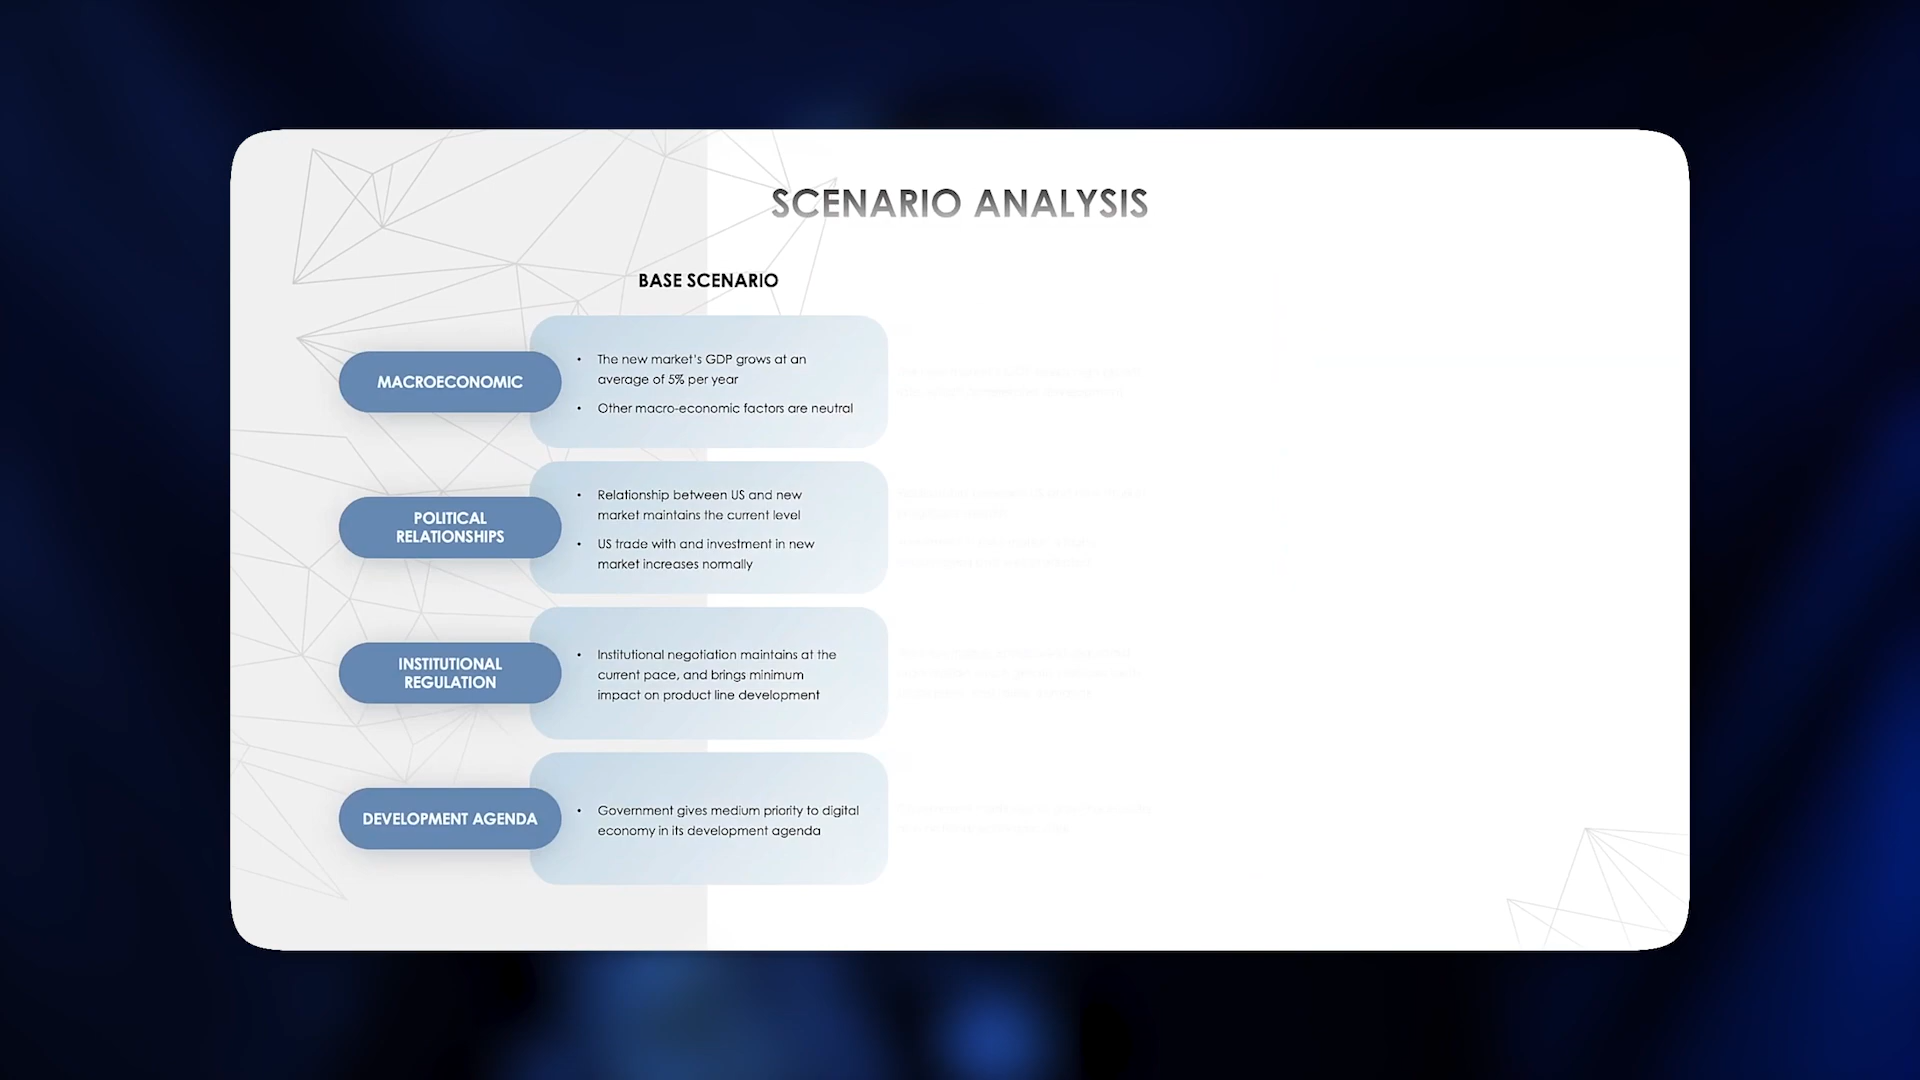 SCENARIO ANALYSIS
BASE SCENARIO
MACROECONOMIC
• The new market's GDP grows at an
average of 5% per year
• Other macro-economic factors are neutral
POLITICAL
RELATIONSHIPS
• Relationship between US and new
market maintains the current level
• US trade with and investment in new
market increases normally
INSTITUTIONAL
REGULATION
• Institutional negotiation maintains at the
current pace, and brings minimum
impact on product line development
DEVELOPMENT AGENDA
• Government gives medium priority to digital
economy in its development agenda